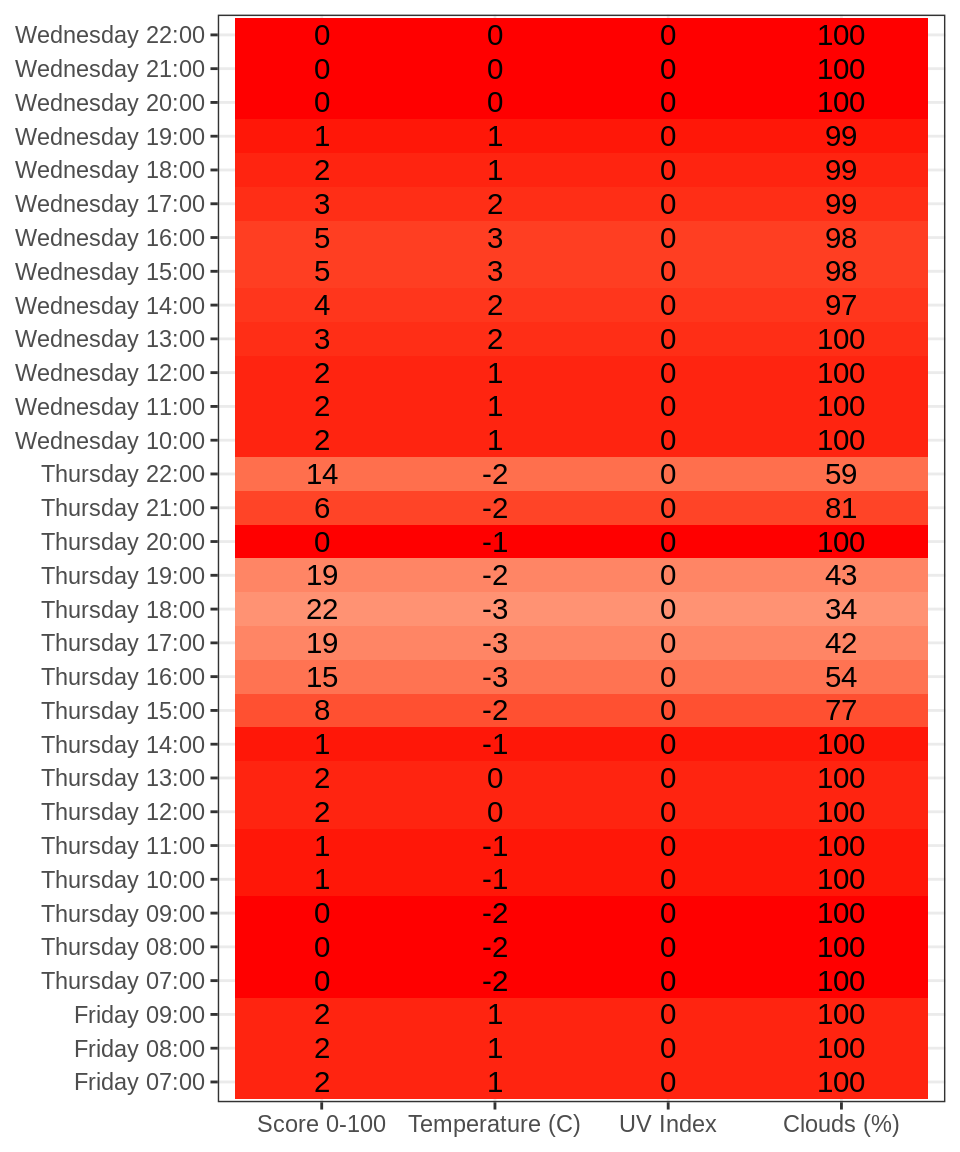 Wednesday 22:00 0 0 0 100
Wednesday 21:00 0 0 0 100
Wednesday 20:00 0 0 0 100
Wednesday 19:00 1 1 0 99
Wednesday 18:00 2 1 0 99
Wednesday 17:00 3 2 0 99
Wednesday 16:00 5 3 0 98
Wednesday 15:00 5 3 0 98
Wednesday 14:00 4 2 0 97
Wednesday 13:00 3 2 0 100
Wednesday 12:00 2 1 0 100
Wednesday 11:00 2 1 0 100
Wednesday 10:00 2 1 0 100
Thursday 22:00 14 -2 0 59
Thursday 21:00 6 -2 0 81
Thursday 20:00 0 -1 0 100
Thursday 19:00 19 -2 0 43
Thursday 18:00 22 -3 0 34
Thursday 17:00 19 -3 0 42
Thursday 16:00 15 -3 0 54
Thursday 15:00 8 -2 0 77
Thursday 14:00 1 -1 0 100
Thursday 13:00 2 0 0 100
Thursday 12:00 2 0 0 100
Thursday 11:00 1 -1 0 100
Thursday 10:00 1 -1 0 100
Thursday 09:00 0 -2 0 100
Thursday 08:00 0 -2 0 100
Thursday 07:00 0 -2 0 100
Friday 09:00 2 1 0 100
Friday 08:00 2 1 0 100
Friday 07:00 2 1 0 100
Score 0-100 Temperature (C) UV Index Clouds (%)